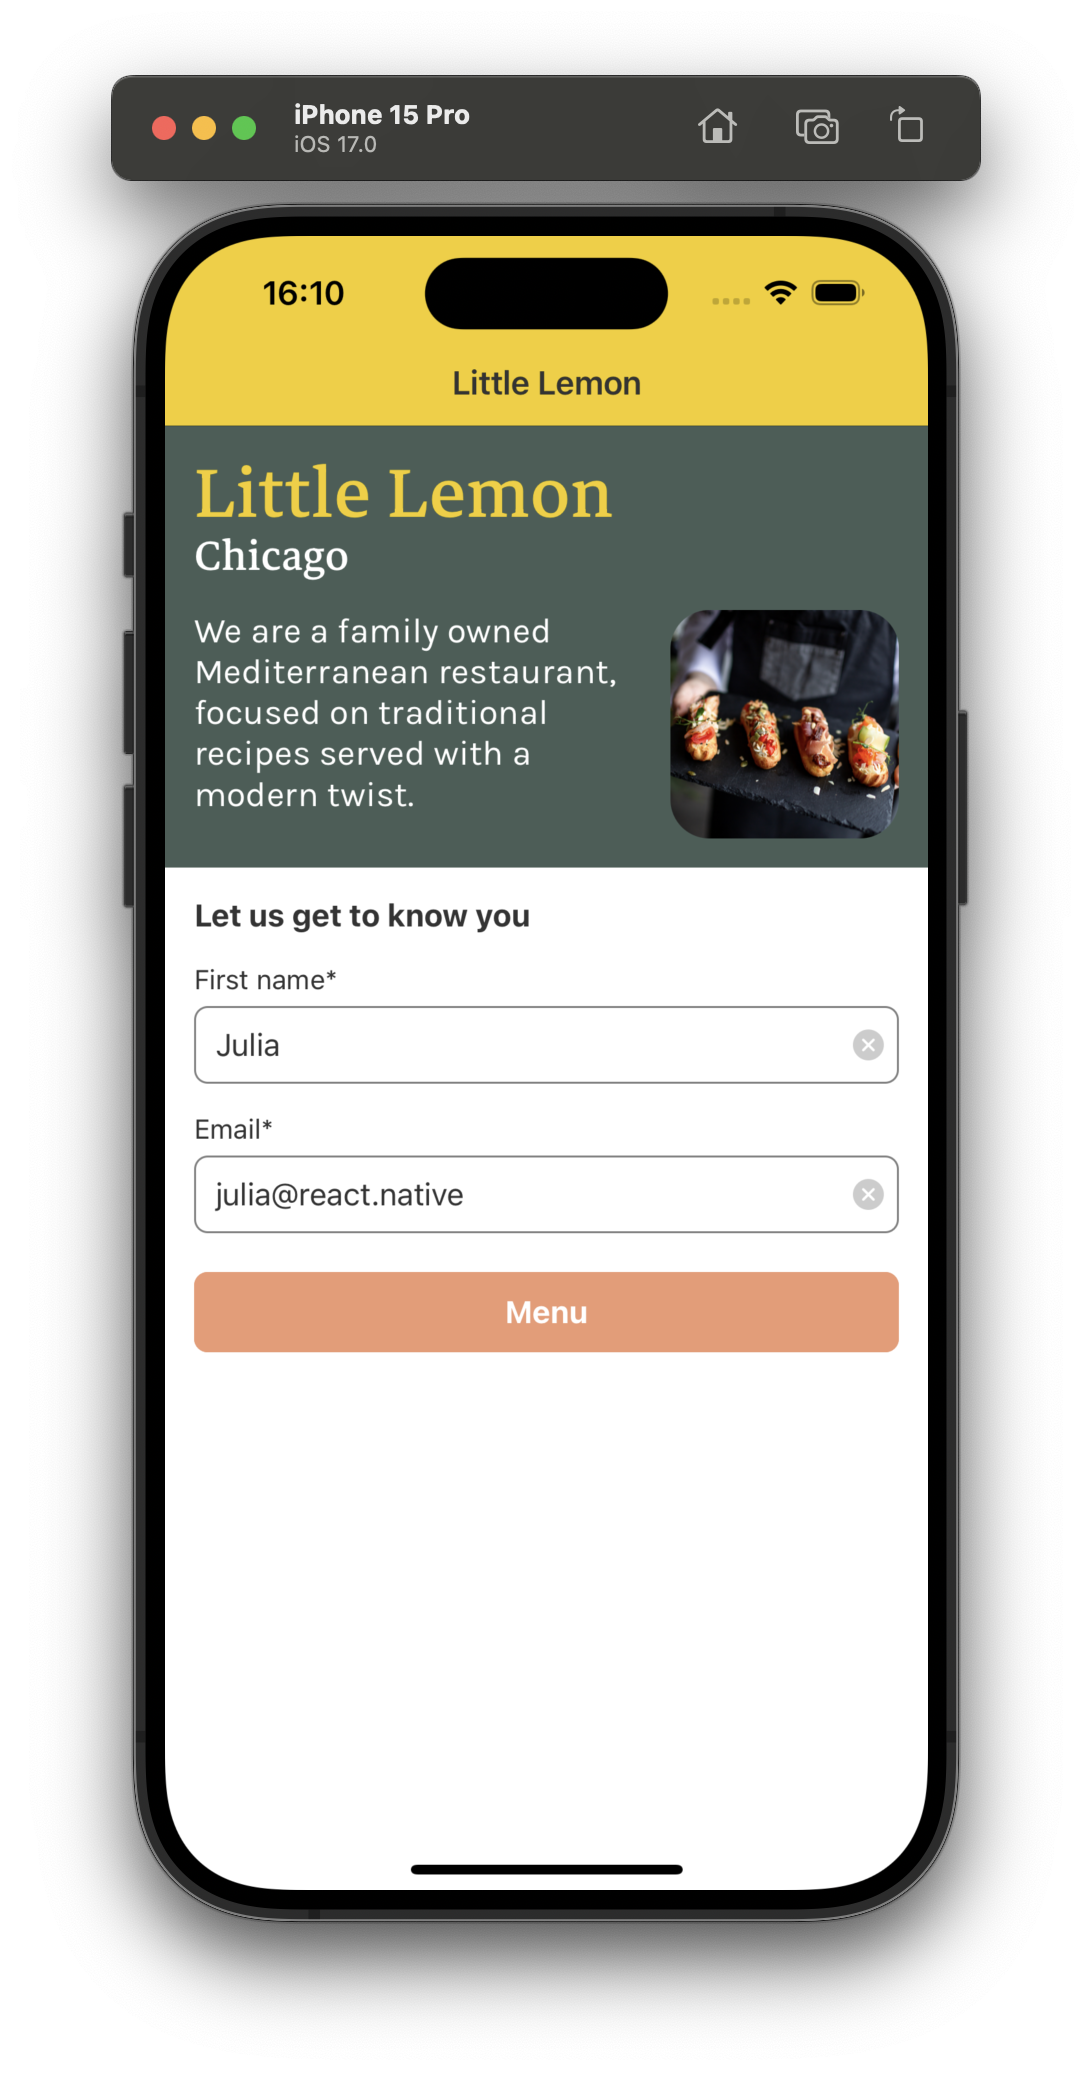 iPhone 15 Pro
iOS 17.0
16:10
Little Lemon
Little Lemon
Chicago
We are a family owned
Mediterranean restaurant,
focused on traditional
recipes served with a
modern twist.
Let us get to know you
First name*
Julia
Email*
julia@react.native
Menu